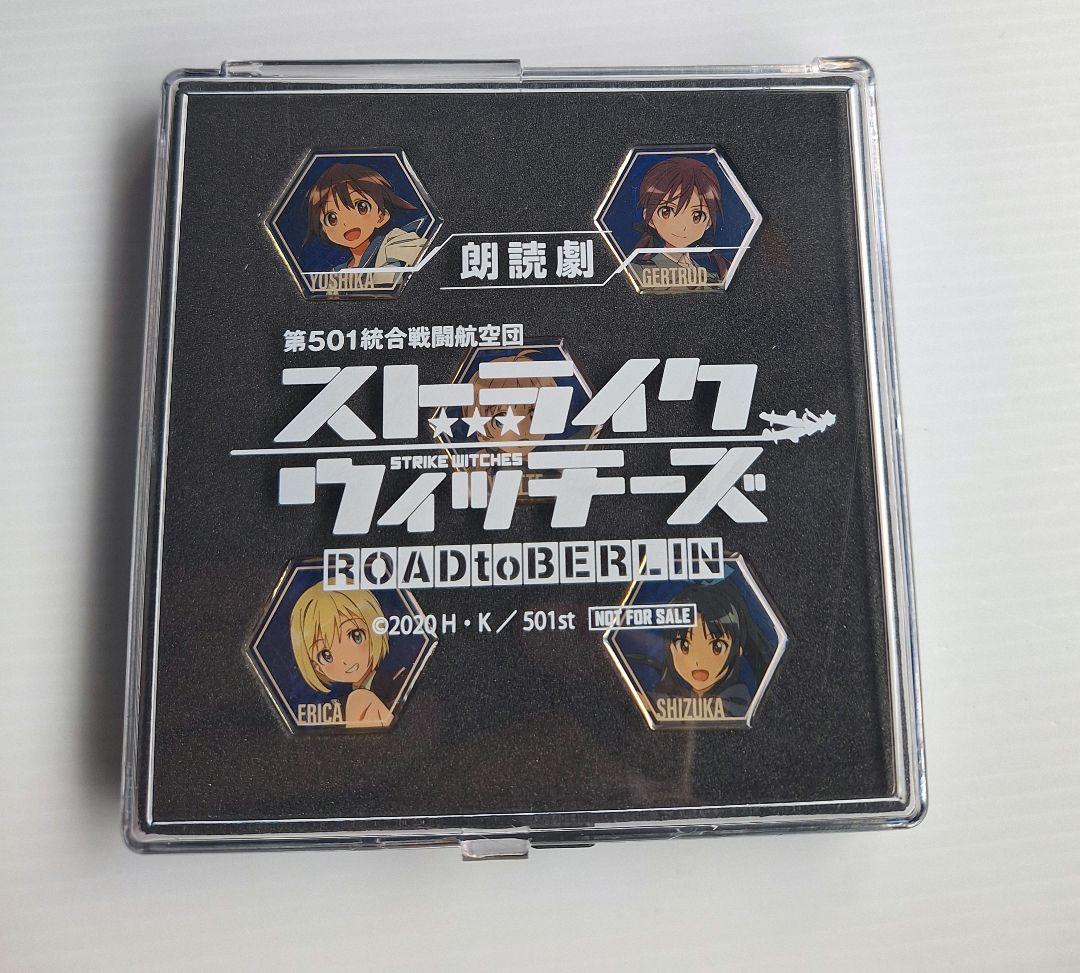 YOSHIKA
GERTRUD
朗読劇
第501統合戦闘航空団
ストライク
STRIKE WITCHES
ウィッチーズ
ROADtoBERLIN
©2020 H・K／501st NOT FOR SALE
ERICA
SHIZUKA